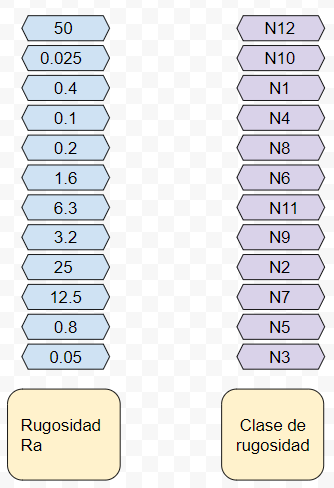 50 N12
0.025 N10
0.4 N1
0.1 N4
0.2 N8
1.6 N6
6.3 N11
3.2 N9
25 N2
12.5 N7
0.8 N5
0.05 N3
Rugosidad Clase de
Ra rugosidad